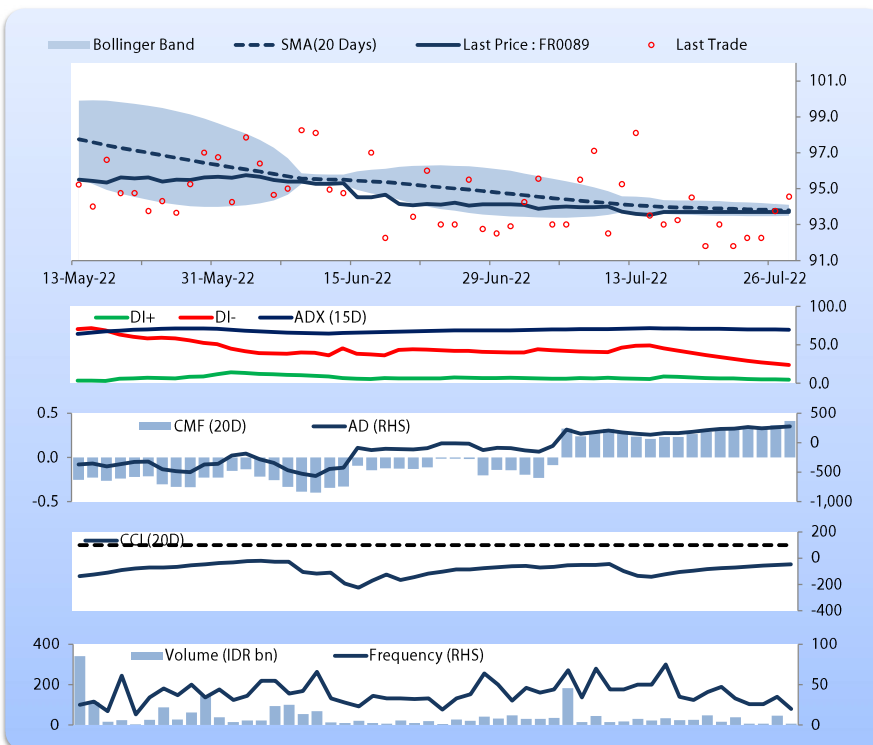 Bollinger Band SMA(20 Days) Last Price : FR0089 Last Trade
101.0
99.0
97.0
95.0
93.0
91.0
13-May-22 31-May-22 15-Jun-22 29-Jun-22 13-Jul-22 26-Jul-22
DI+ DI- ADX (15D)
100.0
50.0
0.0
0.5 CMF (20D) AD (RHS) 500
0.0 0
-500
-0.5 -1,000
CCI (20D) 200
0
-200
-400
400 Volume (IDR bn) Frequency (RHS) 100
200 50
0 0